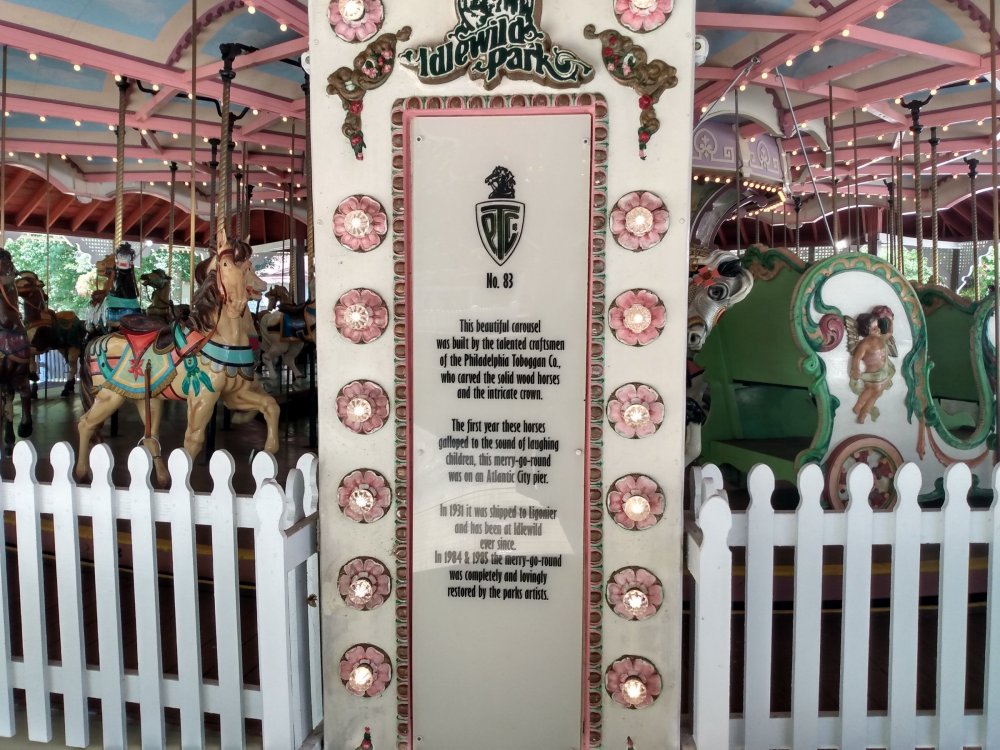 Idlewild
Park
PTC
No. 83
This beautiful carousel
was built by the talented craftsmen
of the Philadelphia Toboggan Co.,
who carved the solid wood horses
and the intricate crown.
The first year these horses
galloped to the sound of laughing
children, this merry-go-round
was on an Atlantic City pier.
In 1931 it was shipped to Ligonier
and has been at Idlewild
ever since.
In 1984 & 1985 the merry-go-round
was completely and lovingly
restored by the parks artists.